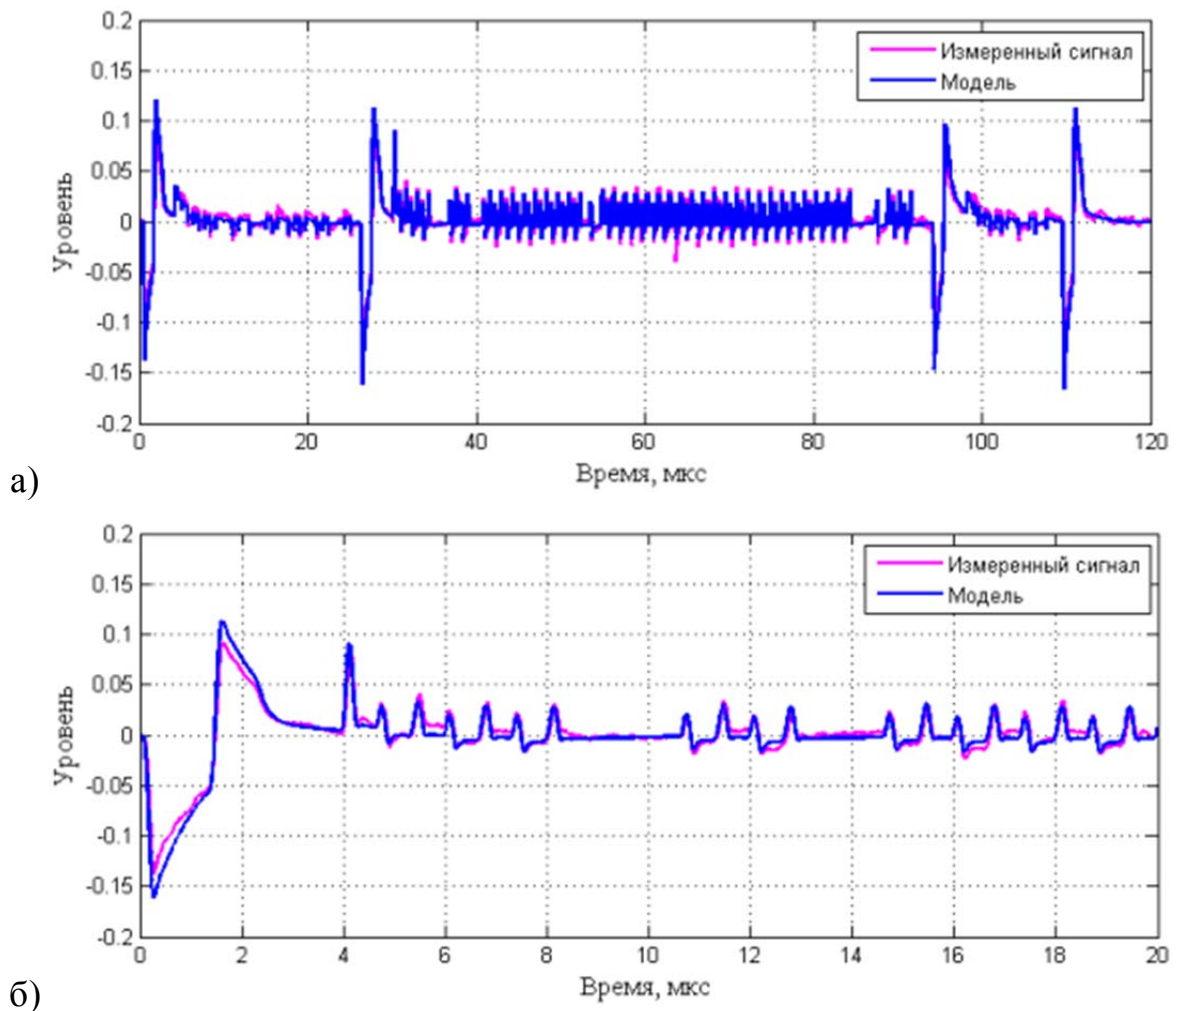 0.2
0.15
0.1
0.05
0
-0.05
-0.1
-0.15
-0.2
Уровень
Измеренный сигнал
Модель
0 20 40 60 80 100 120
Время, мкс
а)
0.2
0.15
0.1
0.05
0
-0.05
-0.1
-0.15
-0.2
Уровень
Измеренный сигнал
Модель
0 2 4 6 8 10 12 14 16 18 20
Время, мкс
б)